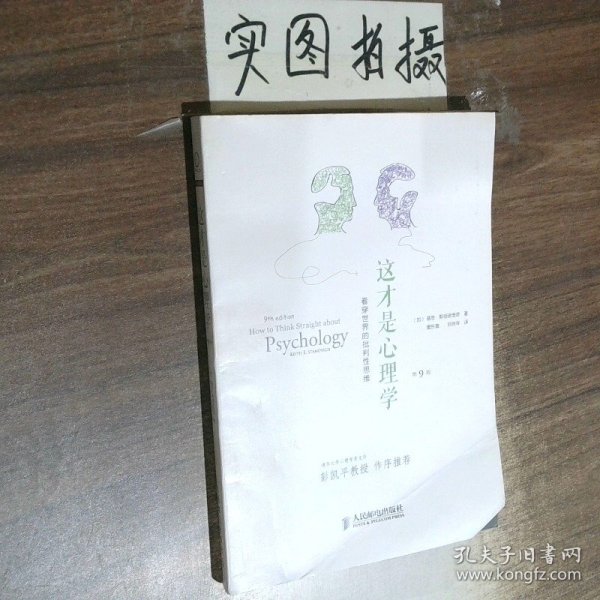 实图拍摄
这才是心理学
看穿世界的批判性思维
9th edition
How to Think Straight about
Psychology
KEITH E. STANOVICH
第9版
彭凯平教授 作序推荐
人民邮电出版社
POSTS & TELECOM PRESS
孔夫子旧书网
www.kongfz.com